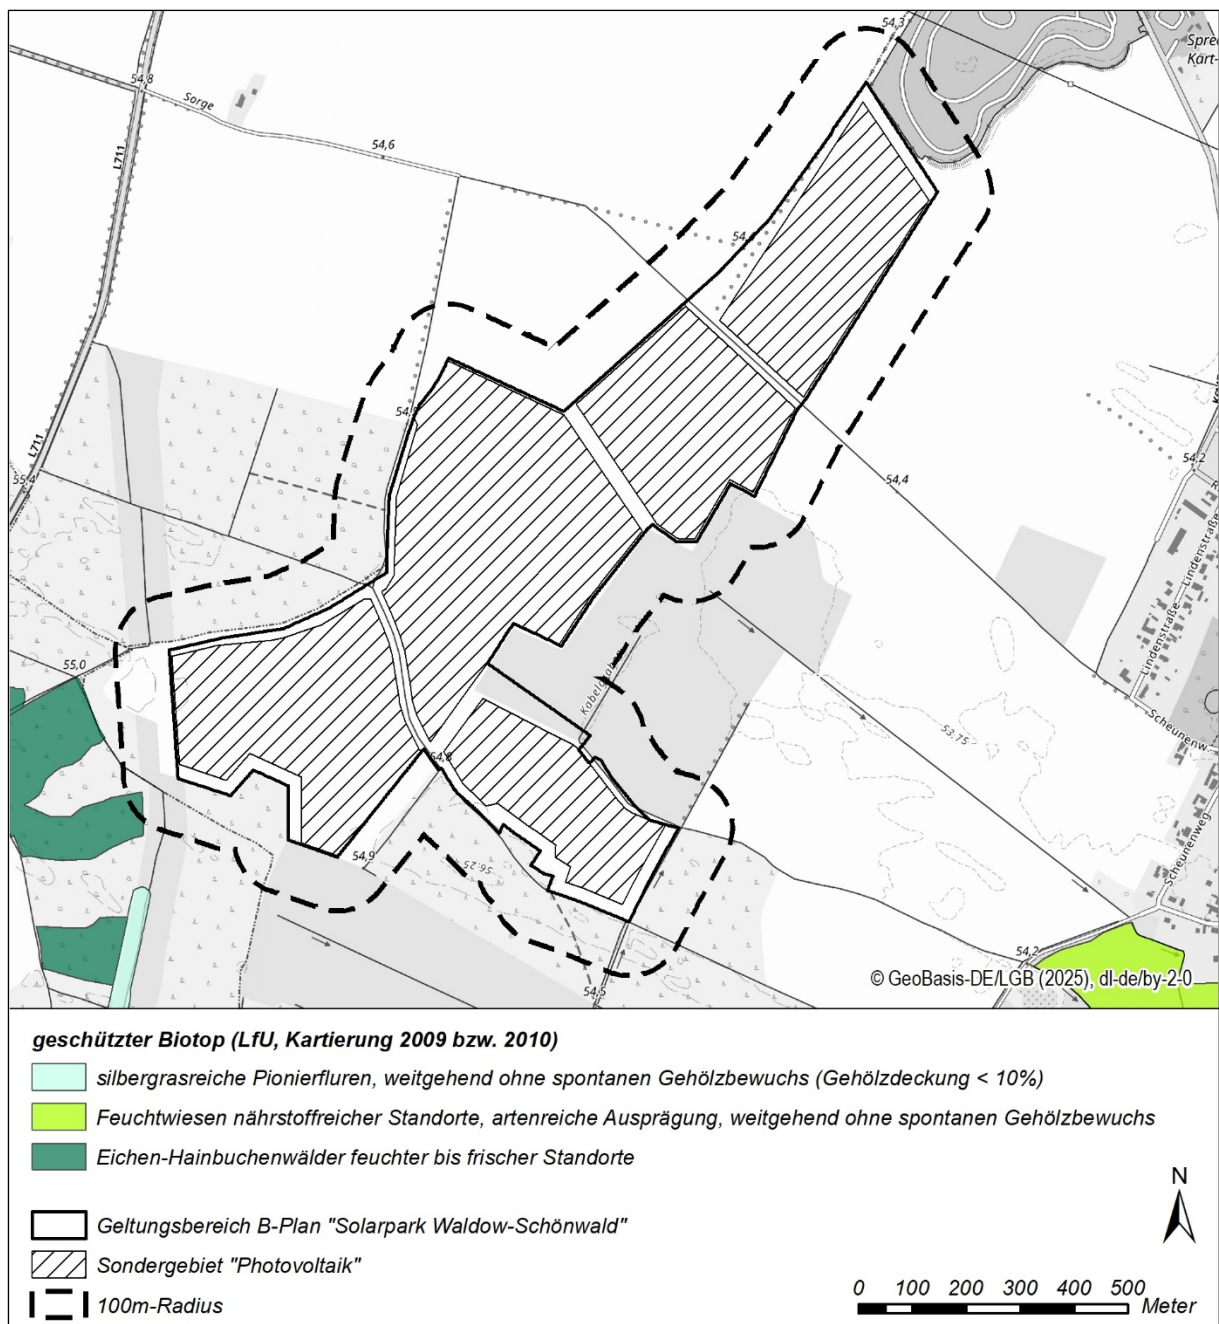 54,3
Spree
Kart-
54,8
Sorge
L711
54,6
54,5
L711
55,4
54,4
54,2
Lindenstraße
Lindenstraße
55,0
Kabelgraben
53,75
Scheunenw.
54,8
Scheunenweg
54,9
56,25
54,2
54,5
© GeoBasis-DE/LGB (2025), dl-de/by-2-0
geschützter Biotop (LfU, Kartierung 2009 bzw. 2010)
silbergrasreiche Pionierfluren, weitgehend ohne spontanen Gehölzbewuchs (Gehölzdeckung < 10%)
Feuchtwiesen nährstoffreicher Standorte, artenreiche Ausprägung, weitgehend ohne spontanen Gehölzbewuchs
Eichen-Hainbuchenwälder feuchter bis frischer Standorte
N
Geltungsbereich B-Plan "Solarpark Waldow-Schönwald"
Sondergebiet "Photovoltaik"
100m-Radius
0 100 200 300 400 500
Meter